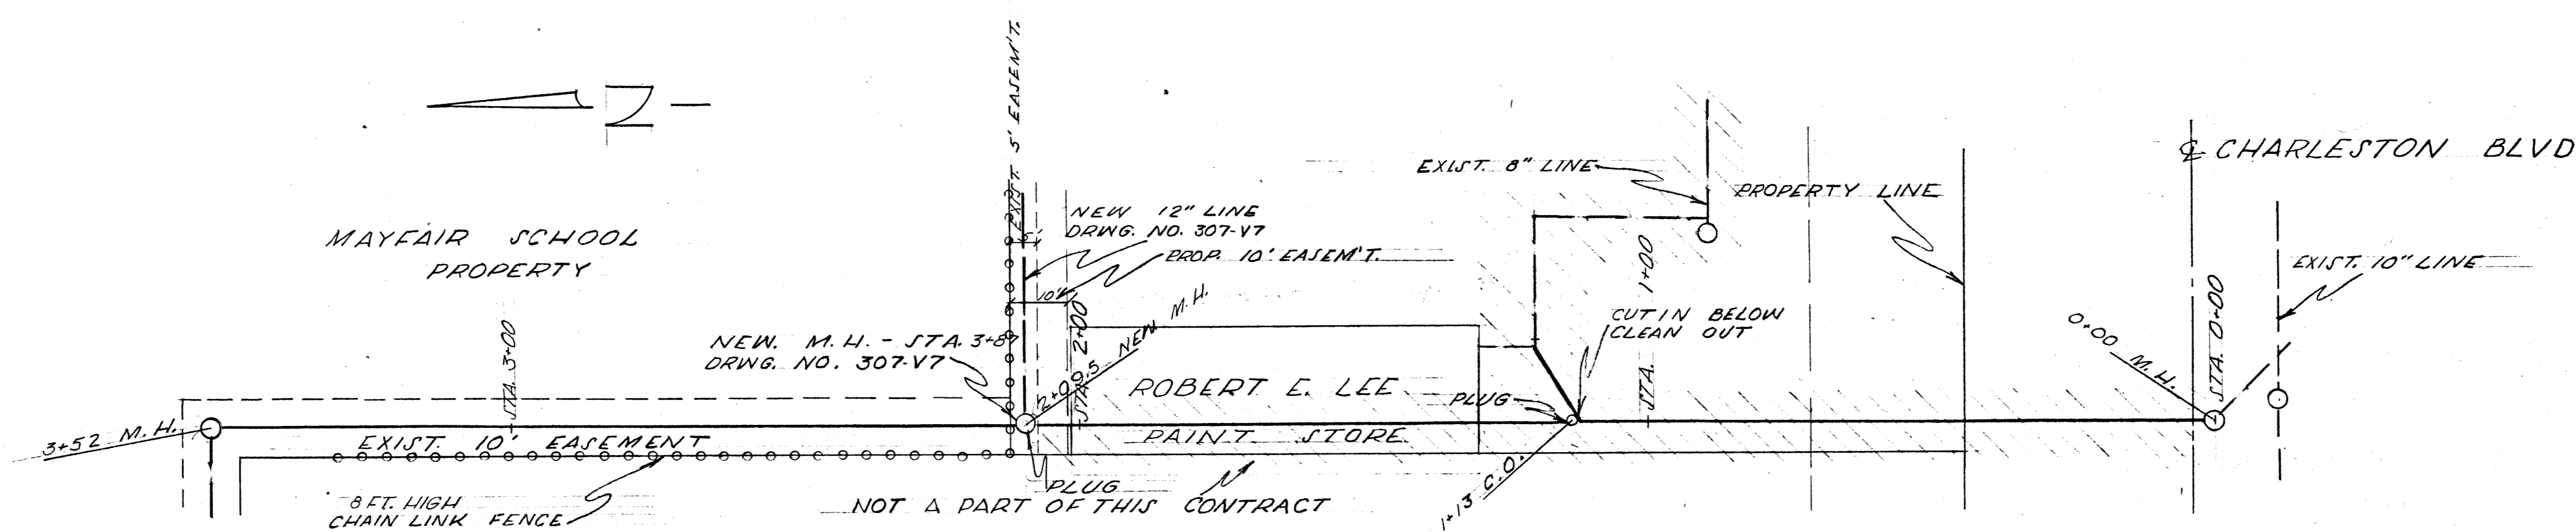 EXIST. 5' EASEM'T.
N
MAYFAIR SCHOOL
PROPERTY
NEW 12" LINE
DRWG. NO. 307-V7
PROP. 10' EASEM'T.
5'
10'
EXIST. 8" LINE
PROPERTY LINE
℄ CHARLESTON BLVD
EXIST. 10" LINE
NEW. M.H. - STA. 3+87
DRWG. NO. 307-V7
STA. 3+00
STA. 2+00
2+09.5 NEW M.H.
STA. 1+00
CUT IN BELOW
CLEAN OUT
0+00 M.H.
STA. 0+00
ROBERT E. LEE
PAINT STORE
PLUG
3+52 M.H.
EXIST. 10' EASEMENT
8 FT. HIGH
CHAIN LINK FENCE
PLUG
NOT A PART OF THIS CONTRACT
1+13 C.O.